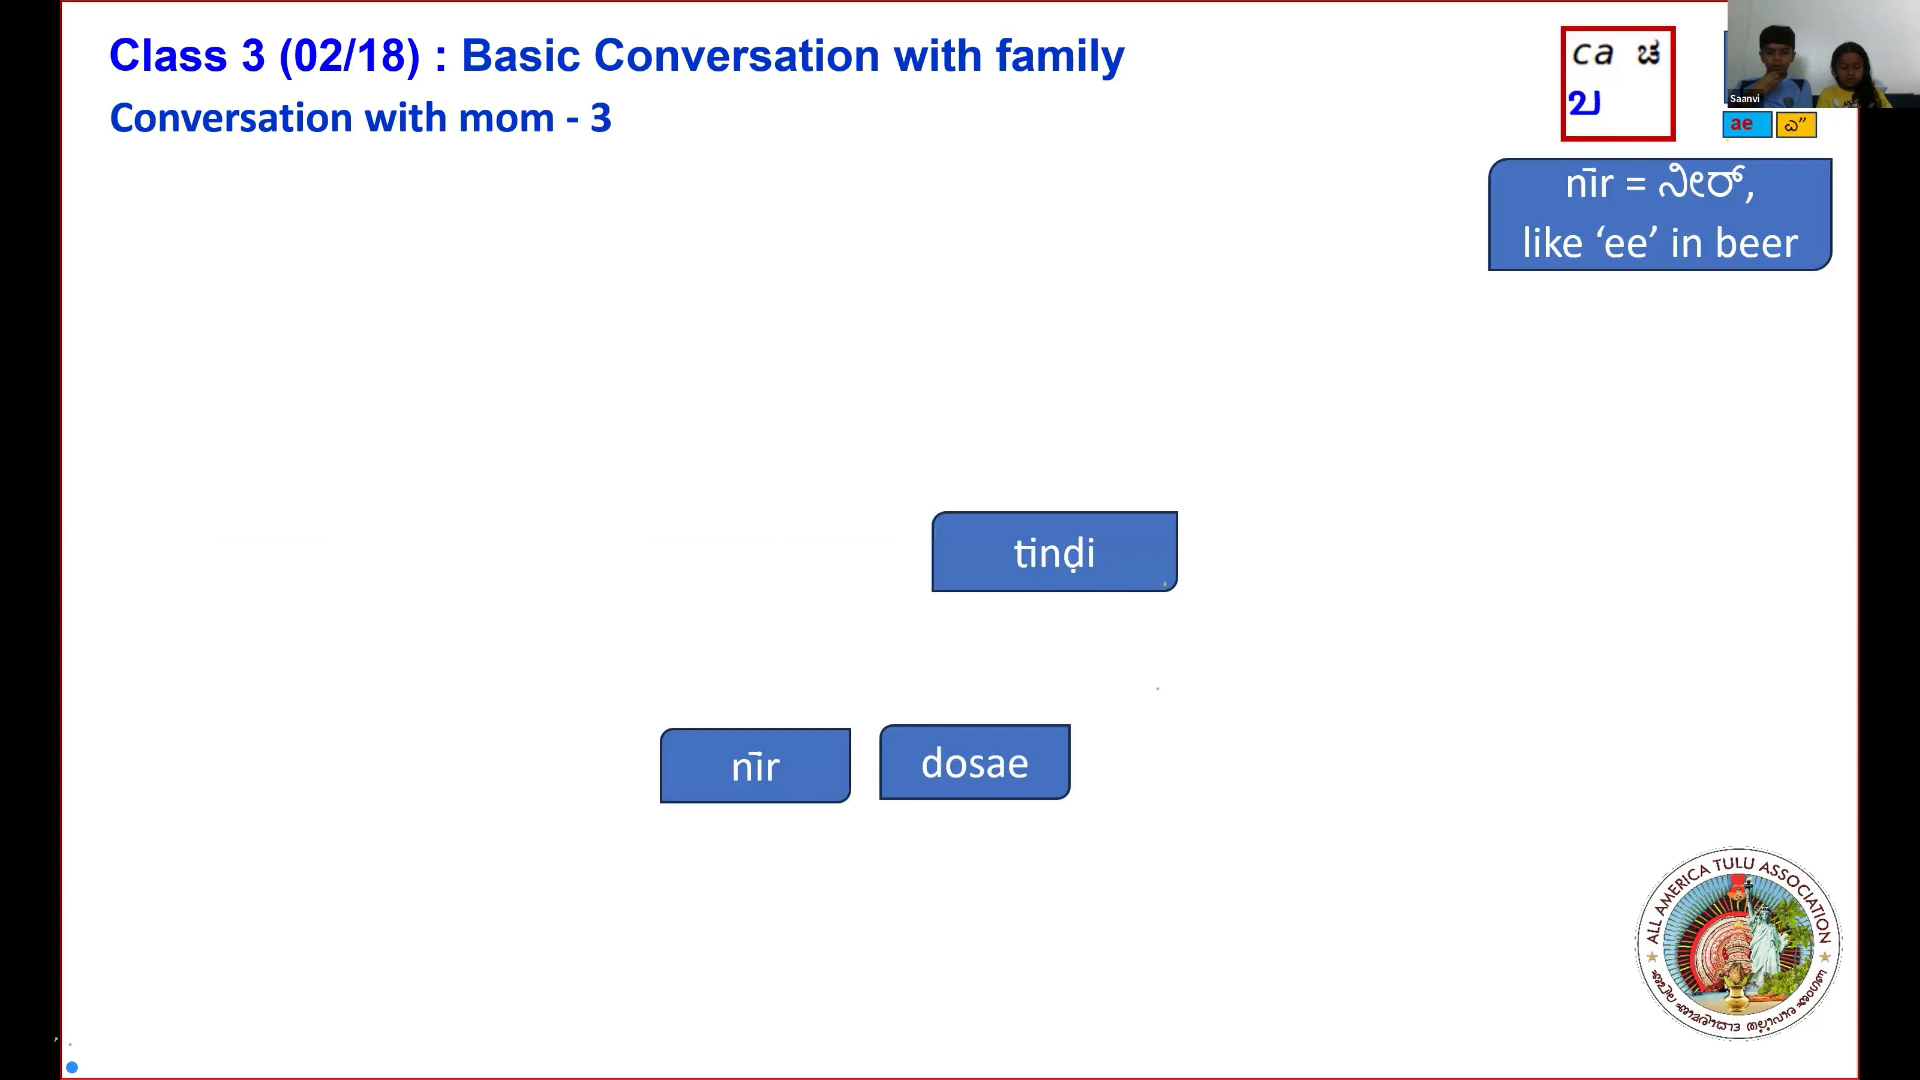 Class 3 (02/18) : Basic Conversation with family
Conversation with mom - 3
ca ಚ
Saanvi
ae ಎ”
nīr = ನೀರ್,
like ‘ee’ in beer
tinḍi
nīr
dosae
ALL AMERICA TULU ASSOCIATION